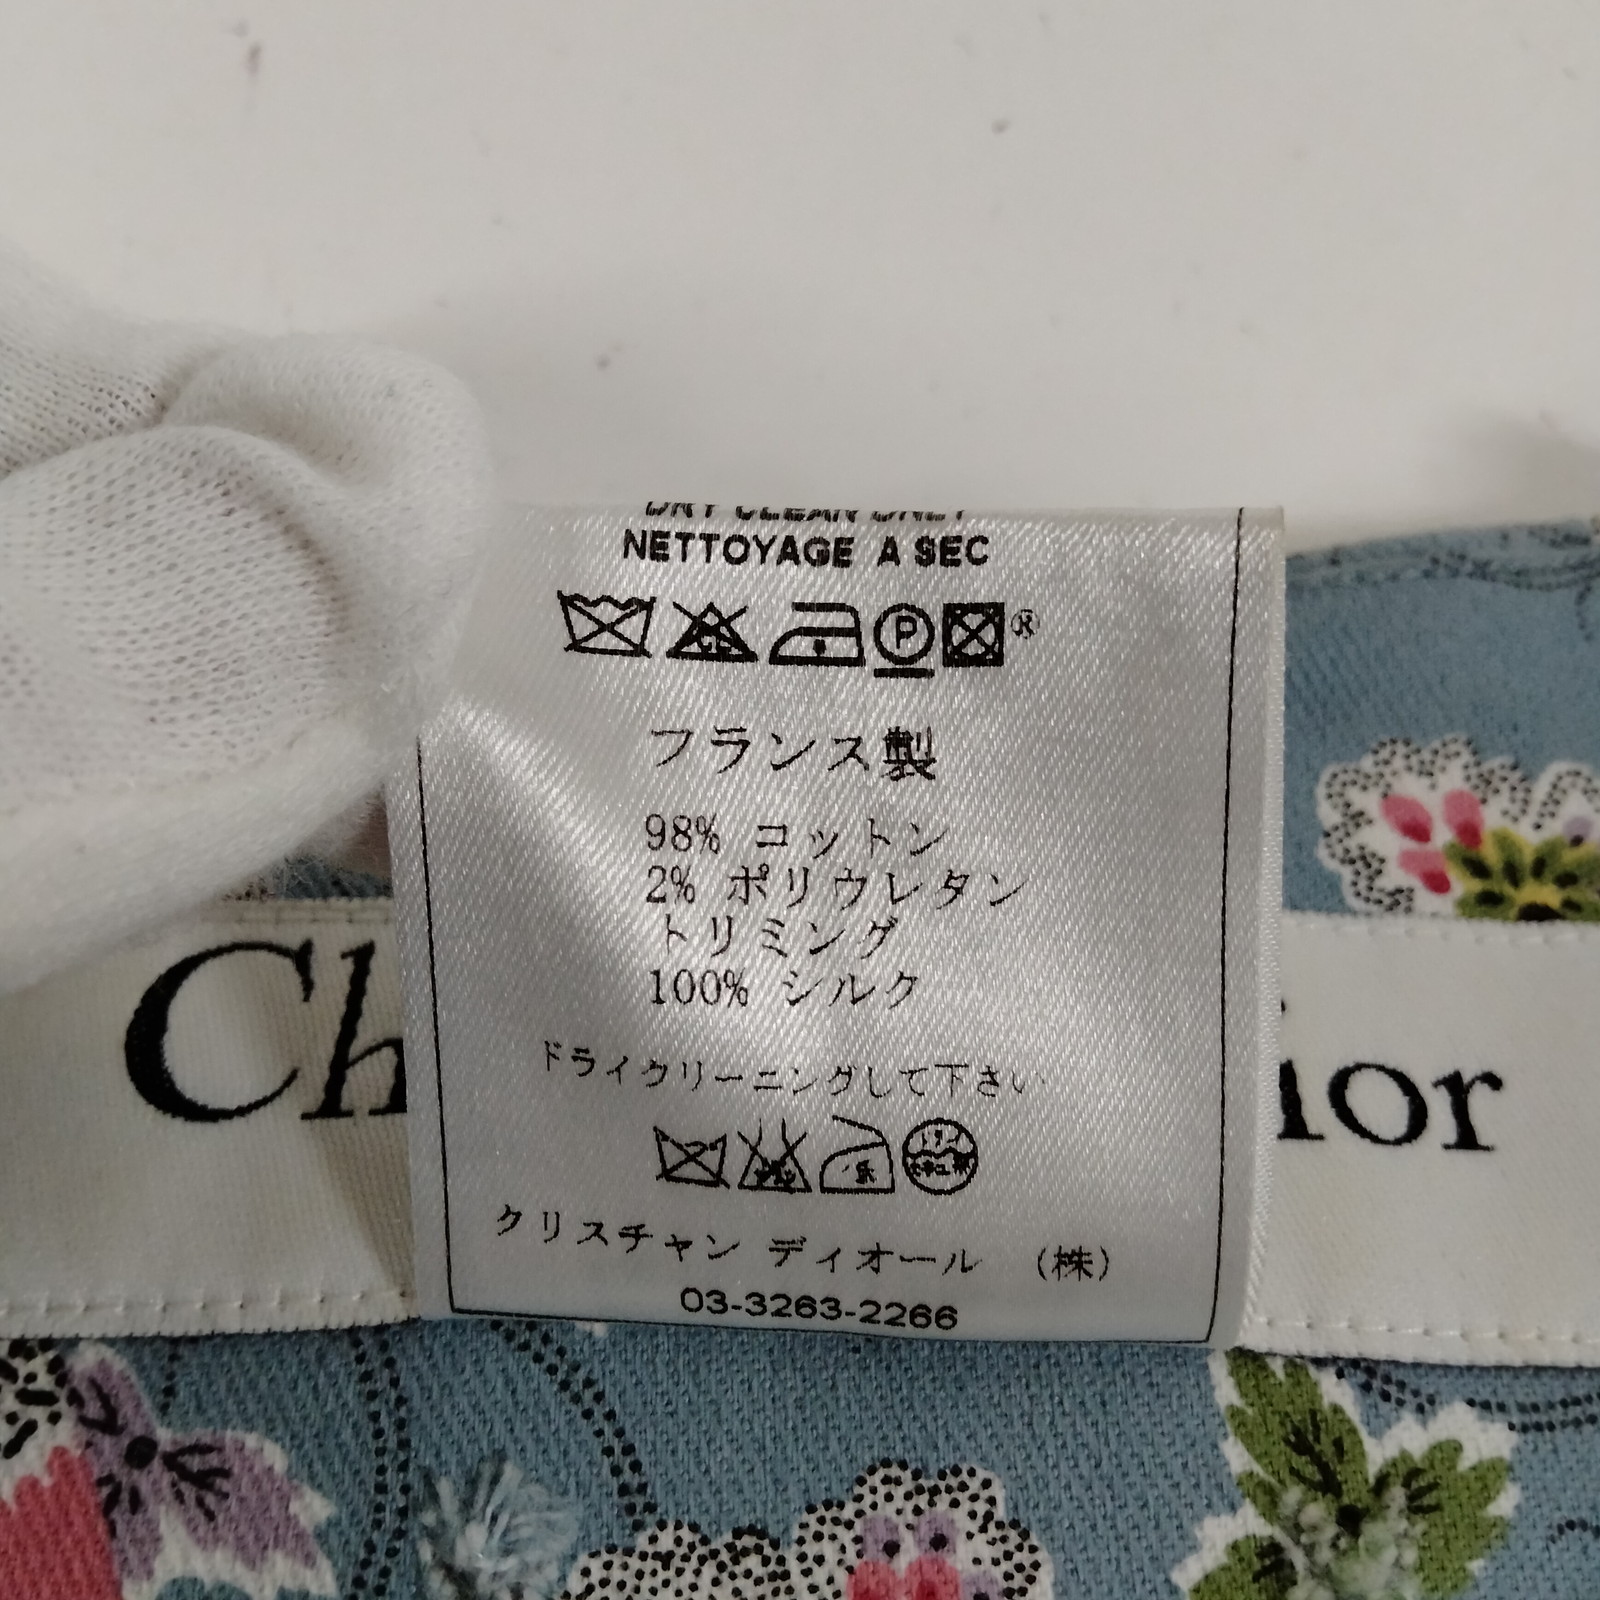 DRY CLEAN ONLY
NETTOYAGE A SEC
P ®
フランス製
98% コットン
2% ポリウレタン
トリミング
100% シルク
Ch
ior
ドライクリーニングして下さい
クリスチャン ディオール （株）
03-3263-2266